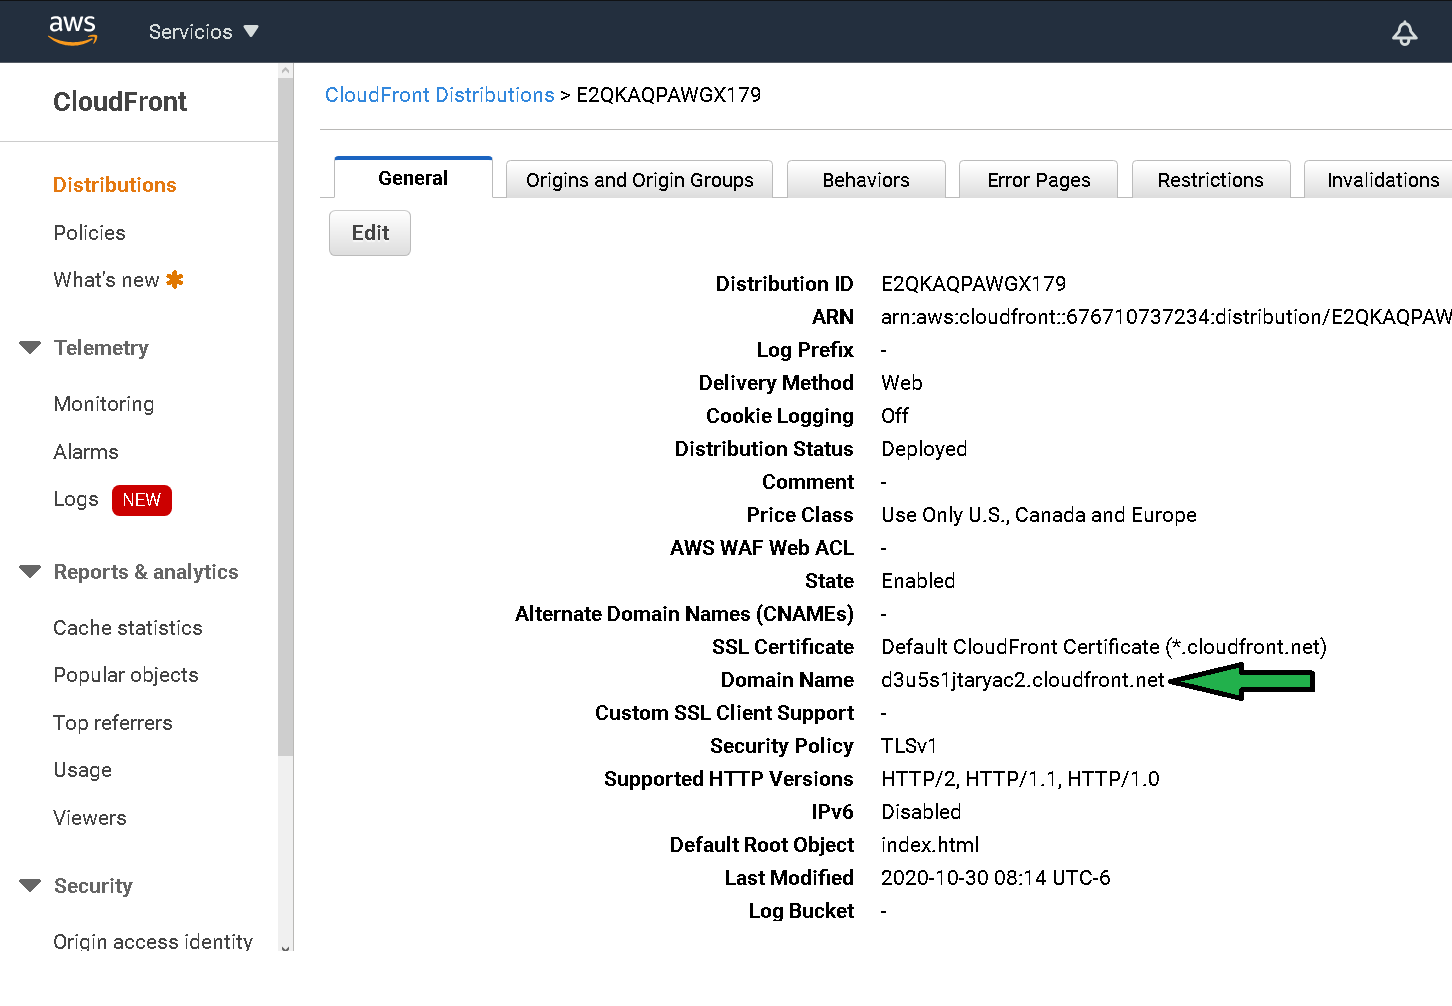 aws Servicios
CloudFront
Distributions
Policies
What's new
Telemetry
Monitoring
Alarms
Logs NEW
Reports & analytics
Cache statistics
Popular objects
Top referrers
Usage
Viewers
Security
Origin access identity
CloudFront Distributions > E2QKAQPAWGX179
General Origins and Origin Groups Behaviors Error Pages Restrictions Invalidations
Edit
Distribution ID E2QKAQPAWGX179
ARN arn:aws:cloudfront::676710737234:distribution/E2QKAQPAW
Log Prefix -
Delivery Method Web
Cookie Logging Off
Distribution Status Deployed
Comment -
Price Class Use Only U.S., Canada and Europe
AWS WAF Web ACL -
State Enabled
Alternate Domain Names (CNAMEs) -
SSL Certificate Default CloudFront Certificate (*.cloudfront.net)
Domain Name d3u5s1jtaryac2.cloudfront.net
Custom SSL Client Support -
Security Policy TLSv1
Supported HTTP Versions HTTP/2, HTTP/1.1, HTTP/1.0
IPv6 Disabled
Default Root Object index.html
Last Modified 2020-10-30 08:14 UTC-6
Log Bucket -